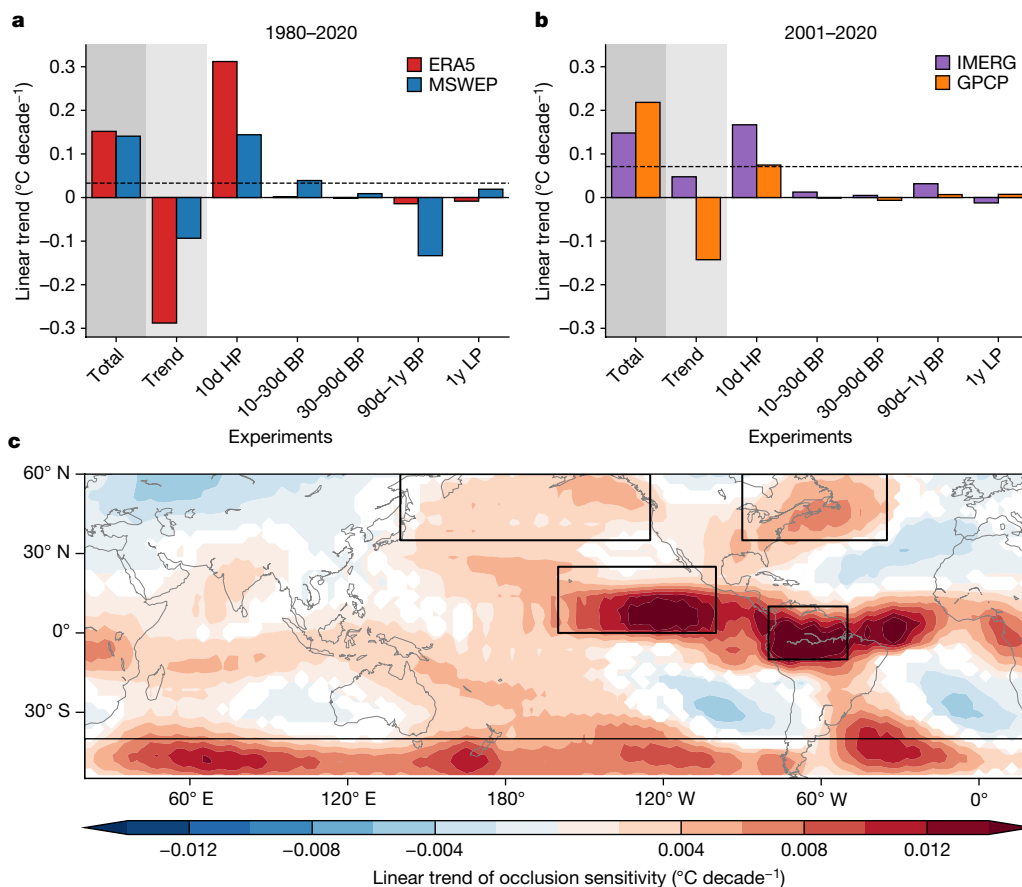 a
1980–2020
ERA5
MSWEP
0.3
0.2
0.1
0
−0.1
−0.2
−0.3
Linear trend (°C decade⁻¹)
Total
Trend
10d HP
10–30d BP
30–90d BP
90d–1y BP
1y LP
Experiments
b
2001–2020
IMERG
GPCP
0.3
0.2
0.1
0
−0.1
−0.2
−0.3
Linear trend (°C decade⁻¹)
Total
Trend
10d HP
10–30d BP
30–90d BP
90d–1y BP
1y LP
Experiments
c
60° N
30° N
0°
30° S
60° E
120° E
180°
120° W
60° W
0°
−0.012
−0.008
−0.004
0.004
0.008
0.012
Linear trend of occlusion sensitivity (°C decade⁻¹)